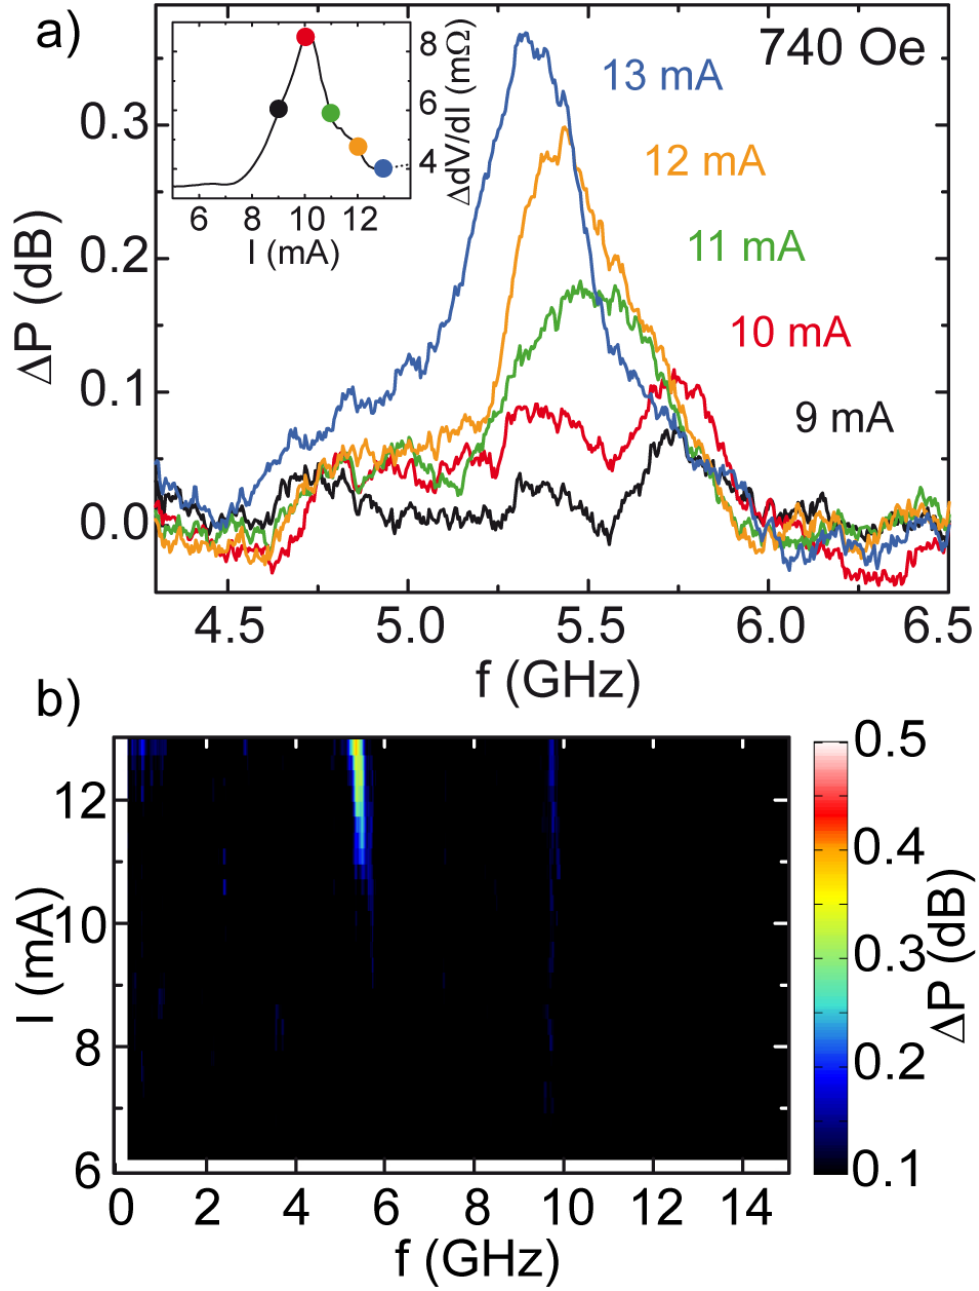 a)
740 Oe
13 mA
12 mA
11 mA
10 mA
9 mA
8
6
4
ΔdV/dI (mΩ)
6 8 10 12
I (mA)
0.3
0.2
0.1
0.0
ΔP (dB)
4.5 5.0 5.5 6.0 6.5
f (GHz)
b)
12
10
8
6
I (mA)
0 2 4 6 8 10 12 14
f (GHz)
0.5
0.4
0.3
0.2
0.1
ΔP (dB)